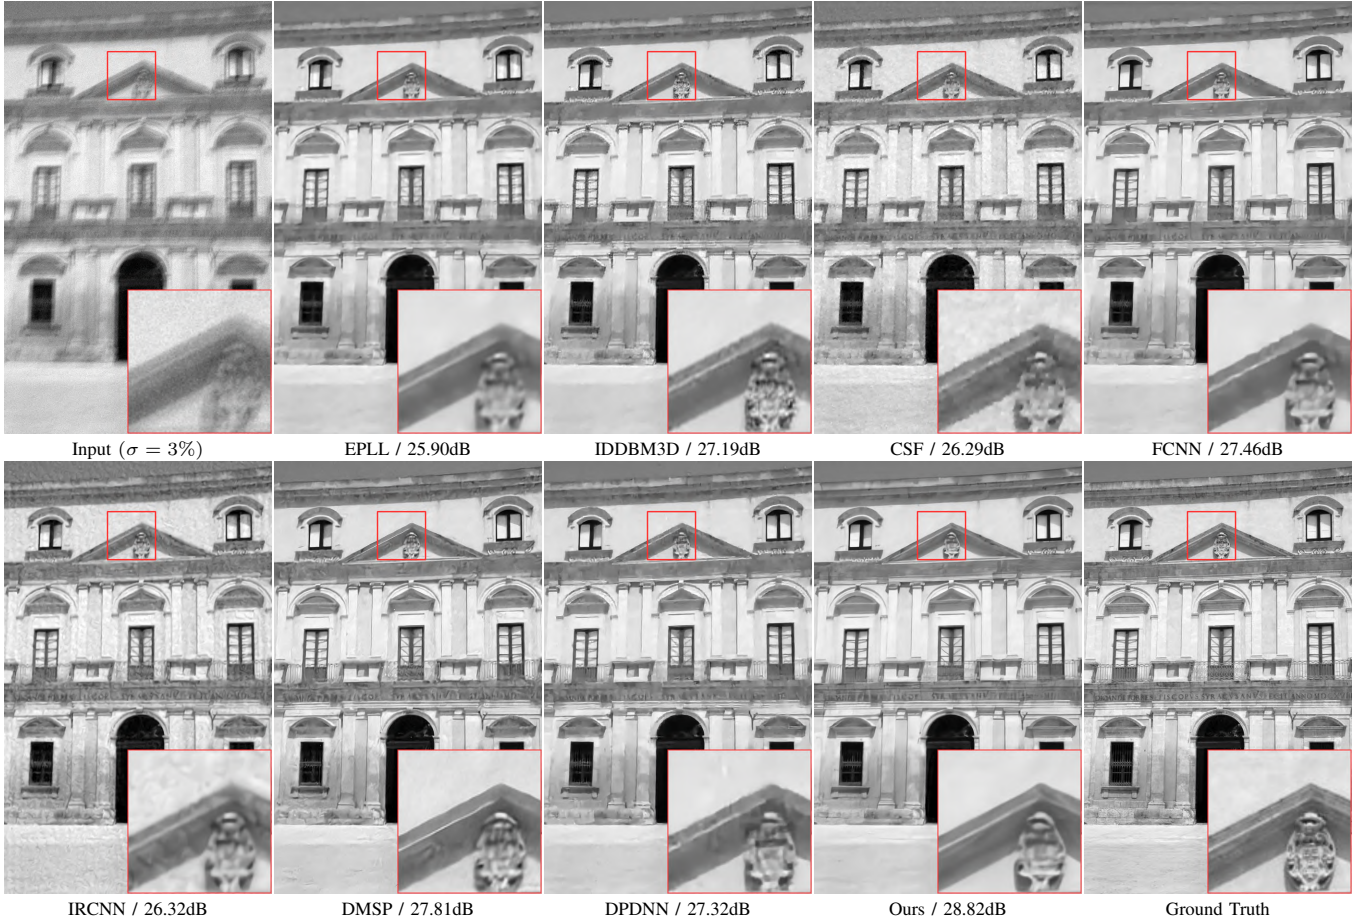 Input (σ = 3%)
EPLL / 25.90dB
IDDBM3D / 27.19dB
CSF / 26.29dB
FCNN / 27.46dB
IRCNN / 26.32dB
DMSP / 27.81dB
DPDNN / 27.32dB
Ours / 28.82dB
Ground Truth